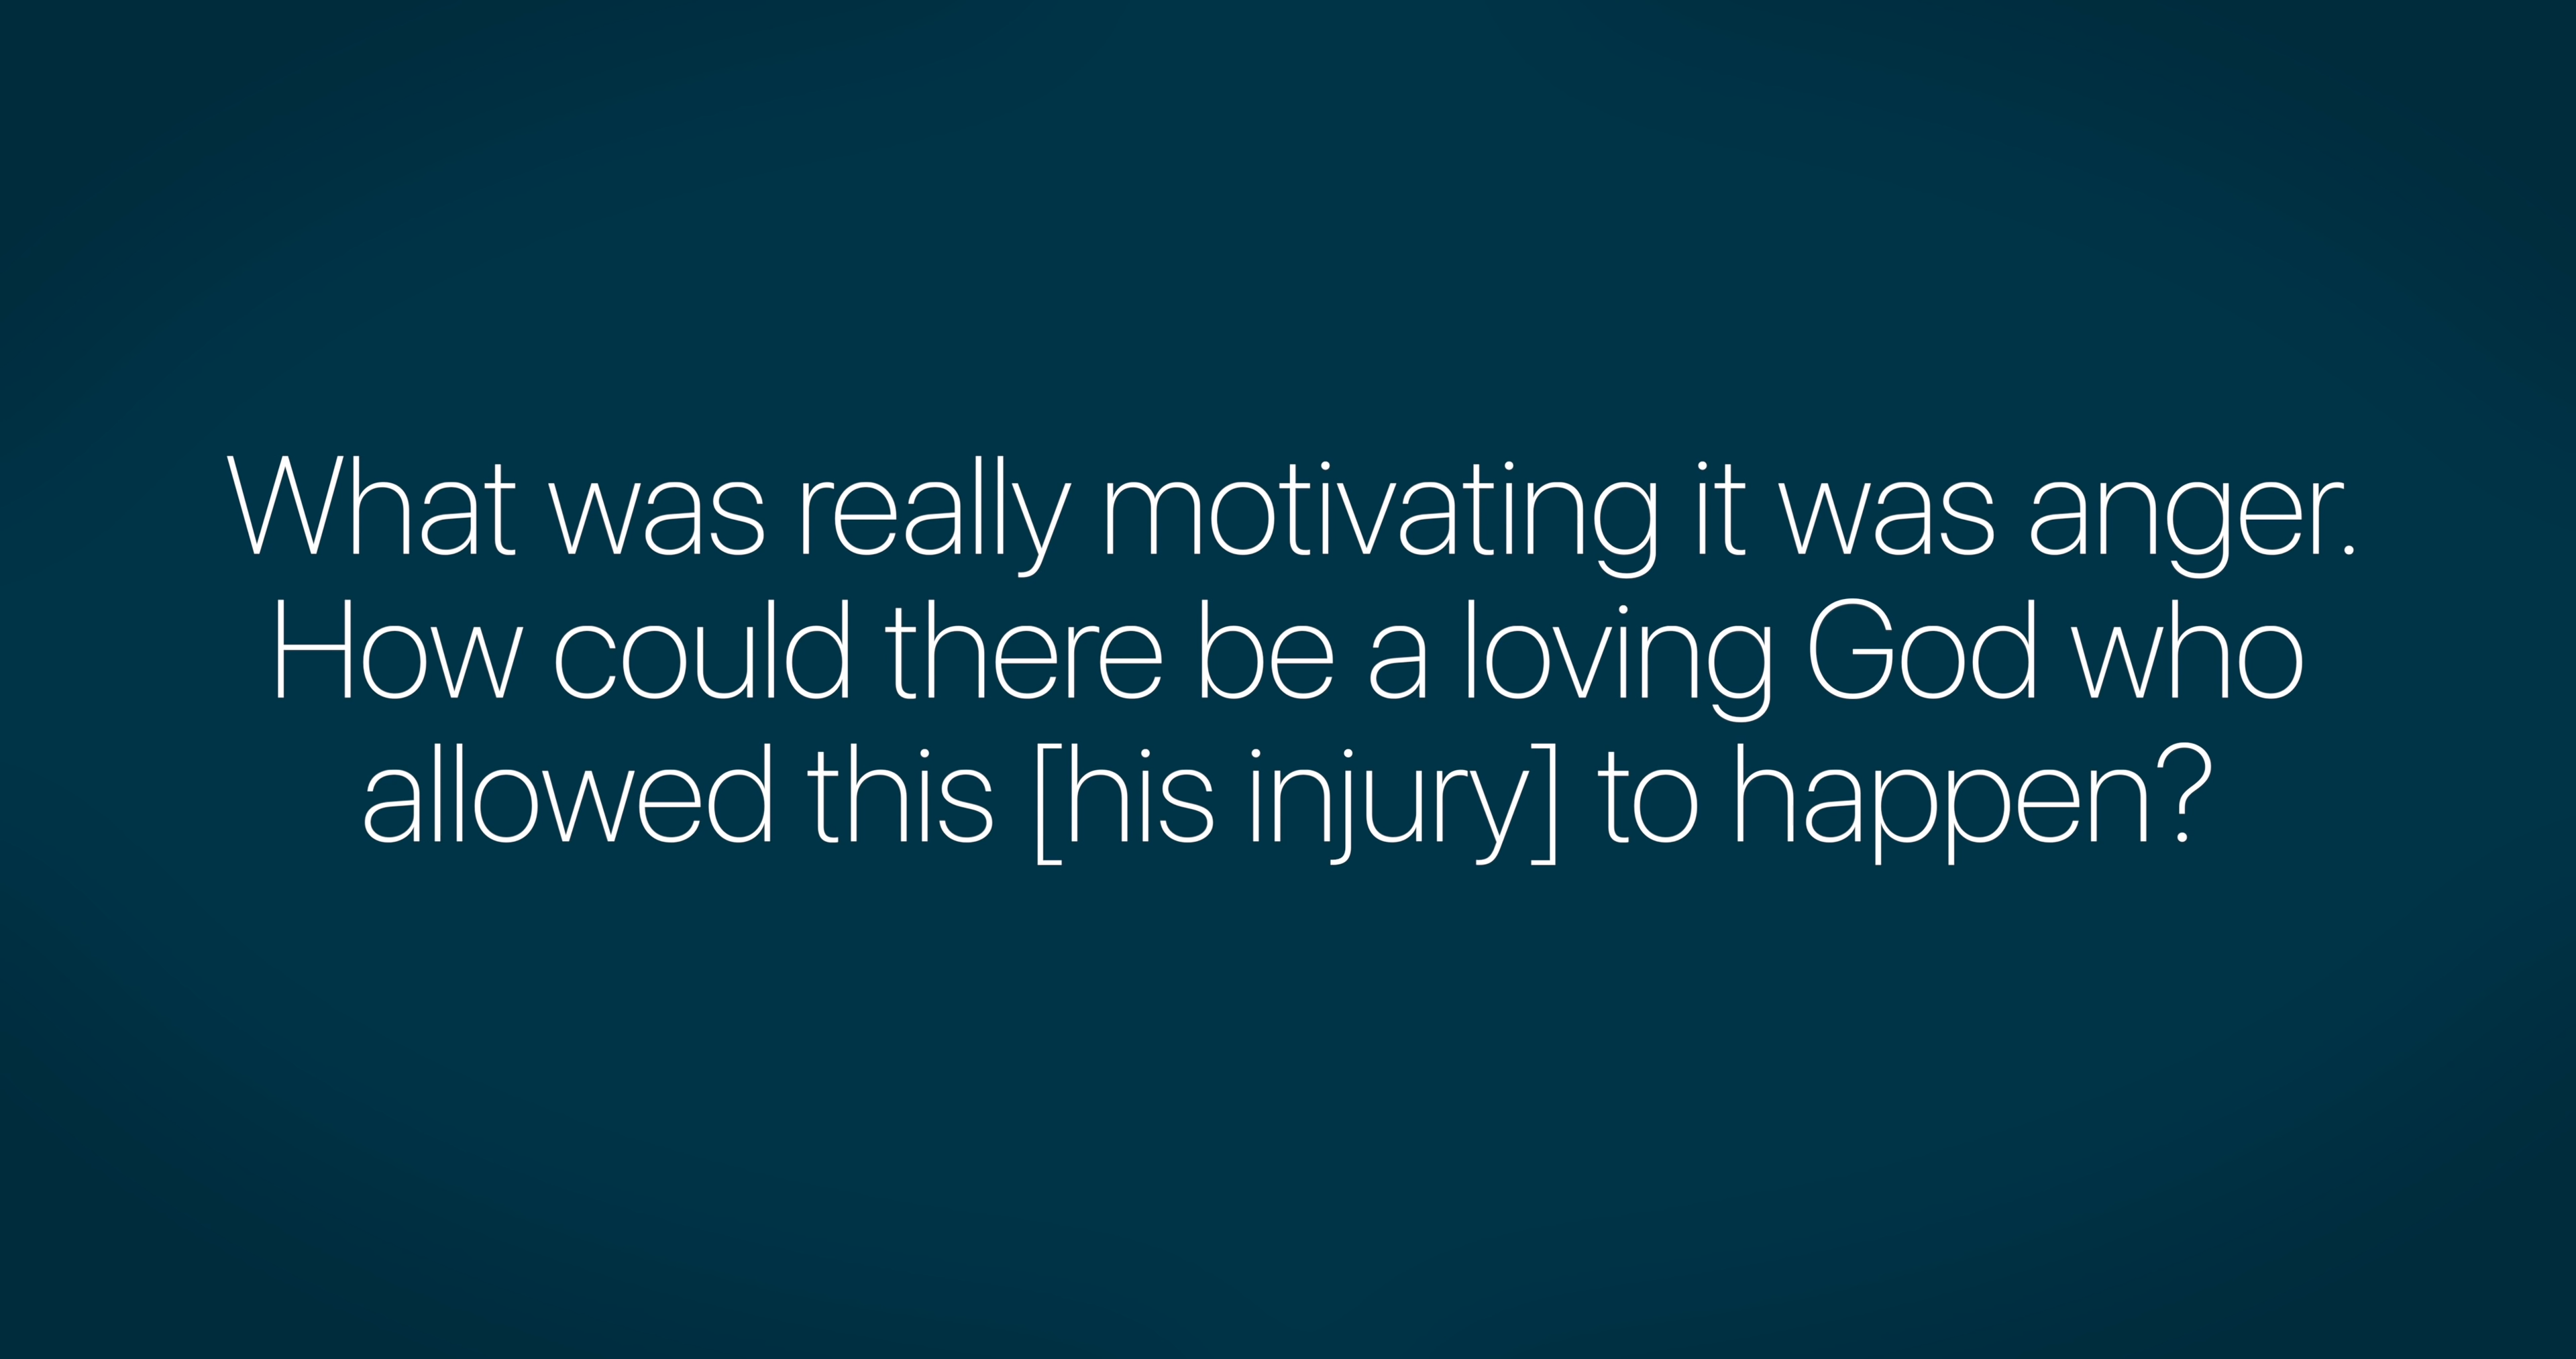 What was really motivating it was anger.
How could there be a loving God who
allowed this [his injury] to happen?